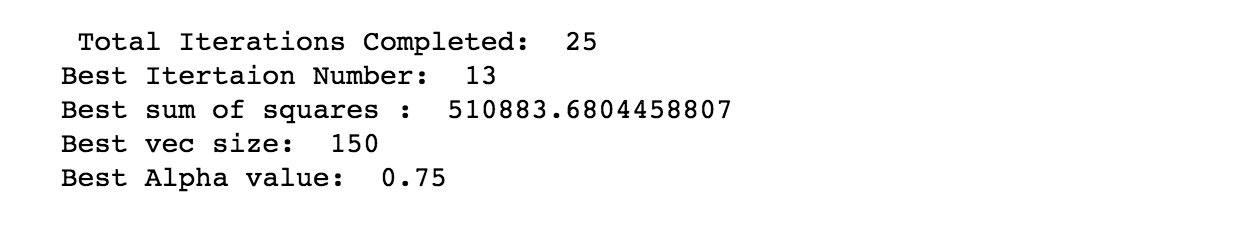 Total Iterations Completed:  25
Best Itertaion Number:  13
Best sum of squares :  510883.6804458807
Best vec size:  150
Best Alpha value:  0.75